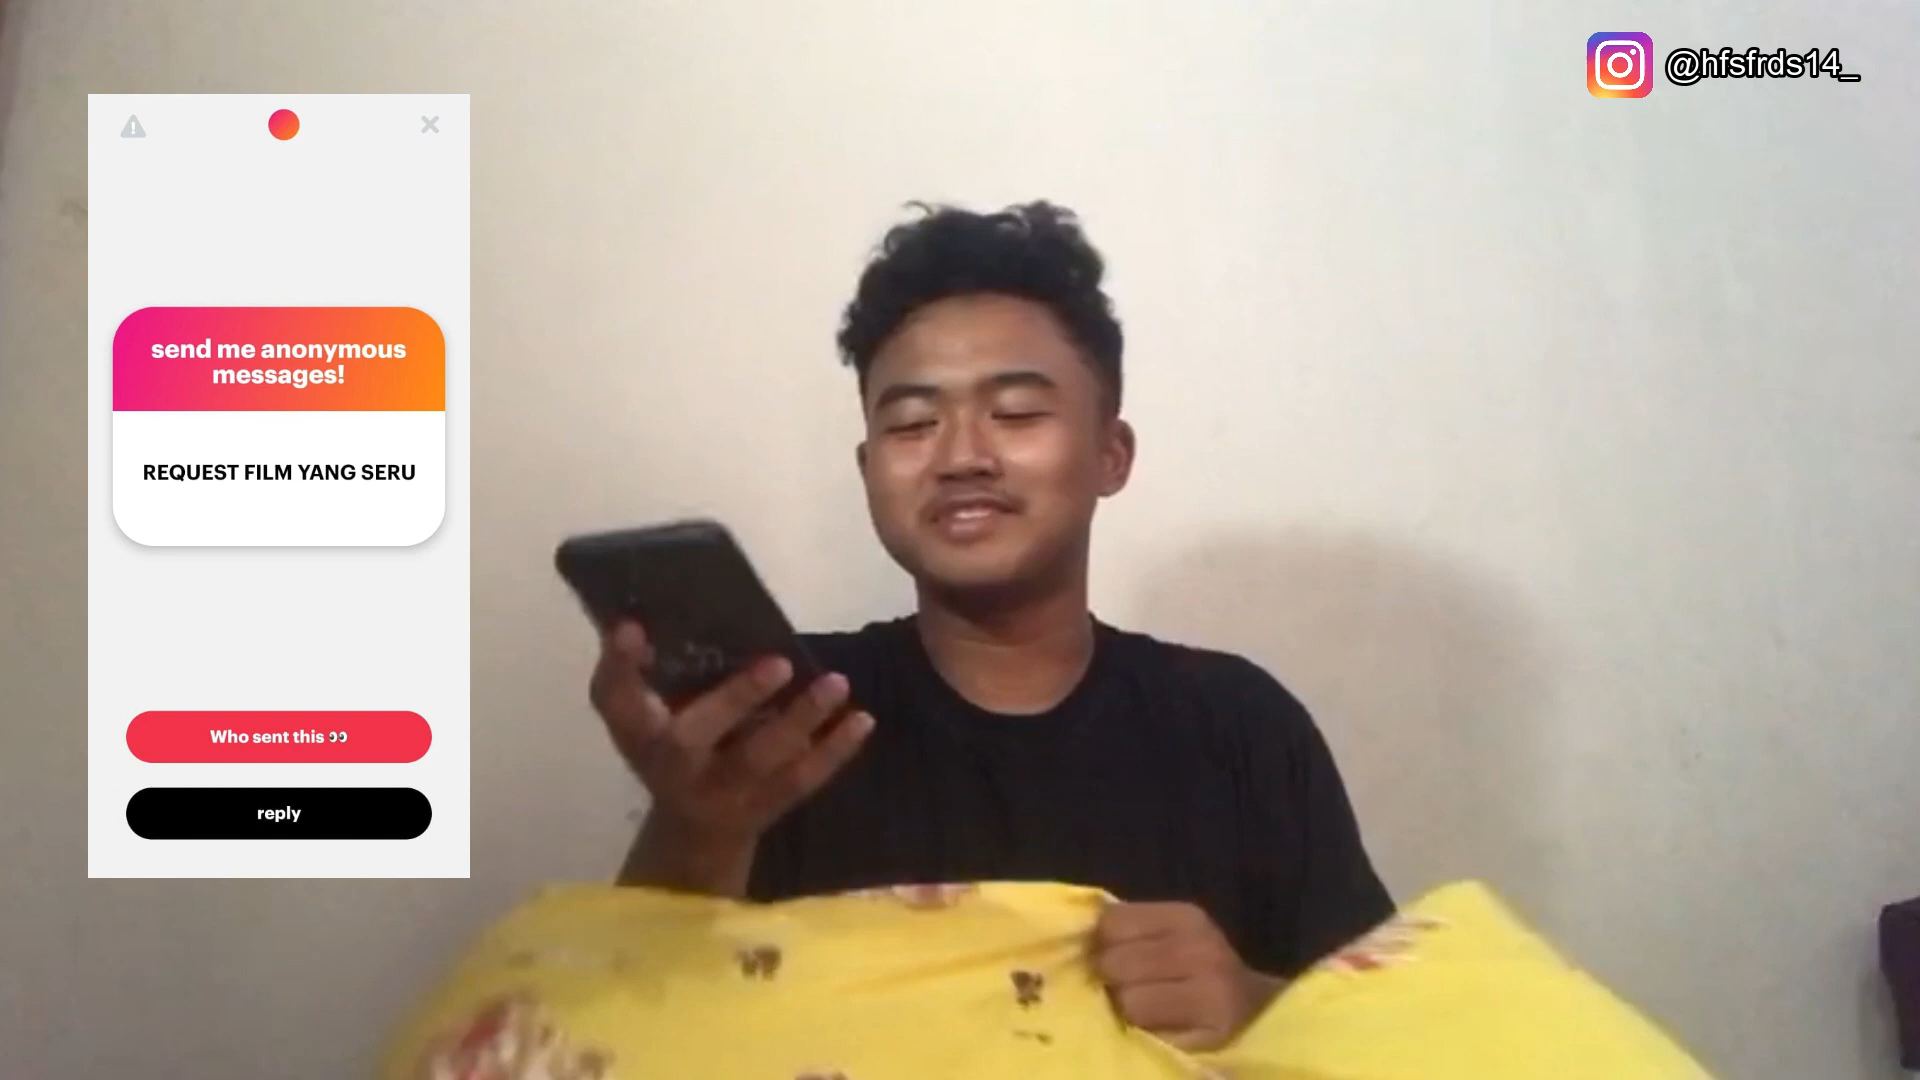 @hfsfrds14_
send me anonymous
messages!
REQUEST FILM YANG SERU
Who sent this 👀
reply